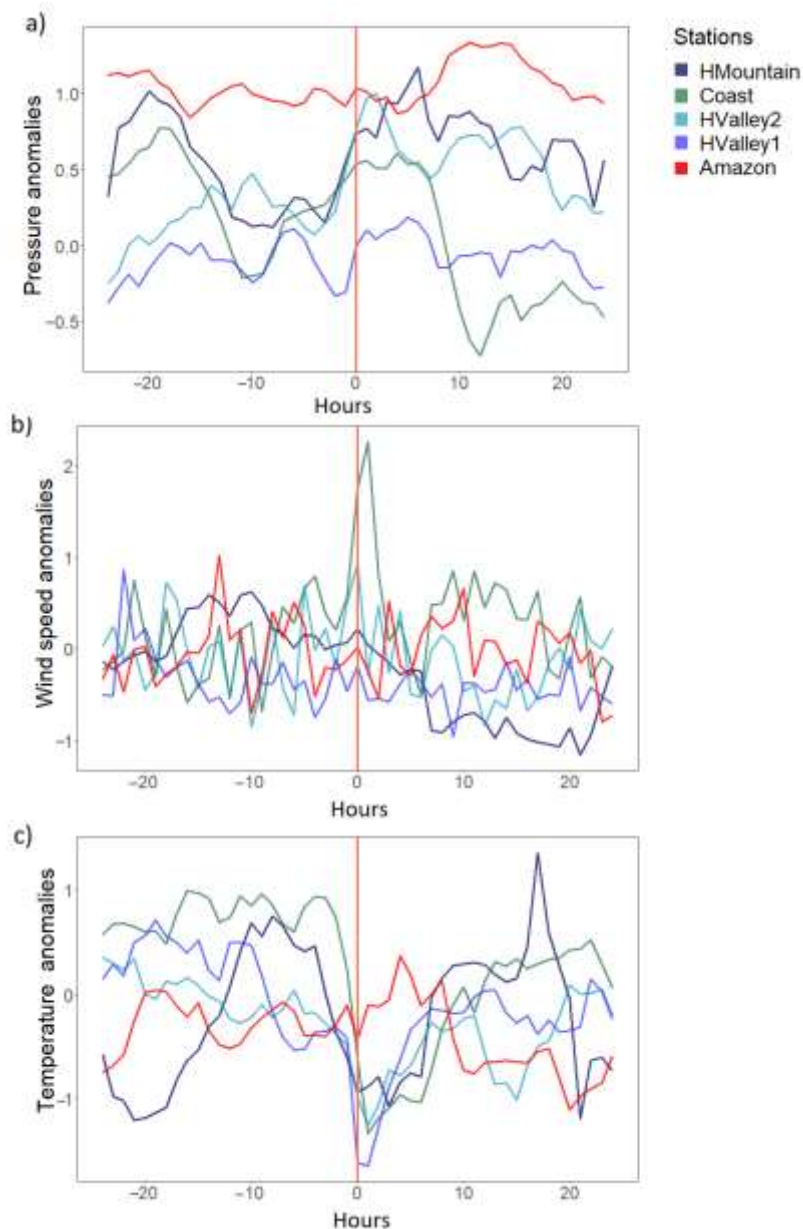 a)
Stations
HMountain
Coast
HValley2
HValley1
Amazon
Pressure anomalies
1.0
0.5
0.0
−0.5
−20
−10
0
10
20
Hours
b)
Wind speed anomalies
2
1
0
−1
−20
−10
0
10
20
Hours
c)
Temperature anomalies
1
0
−1
−20
−10
0
10
20
Hours